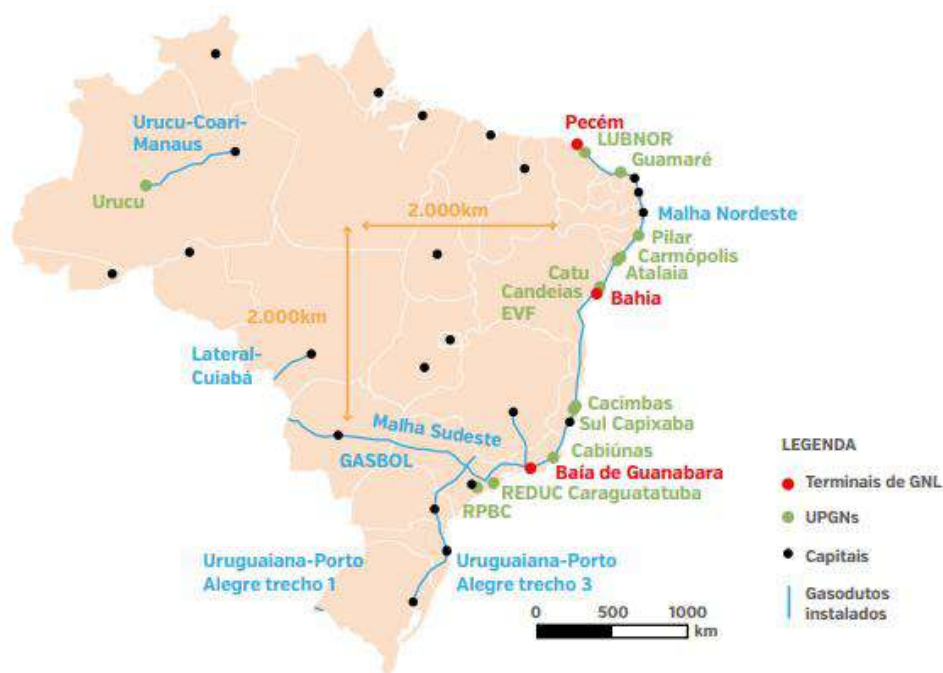 Pecém
LUBNOR
Guamaré
Urucu-Coari-
Manaus
Urucu
2.000km
Malha Nordeste
Pilar
Carmópolis
Atalaia
Catu
Candeias
EVF
Bahia
2.000km
Lateral-
Cuiabá
Cacimbas
Sul Capixaba
Malha Sudeste
GASBOL
Cabiúnas
Baía de Guanabara
REDUC Caraguatatuba
RPBC
Uruguaiana-Porto
Alegre trecho 1
Uruguaiana-Porto
Alegre trecho 3
0 500 1000
km
LEGENDA
Terminais de GNL
UPGNs
Capitais
Gasodutos
instalados